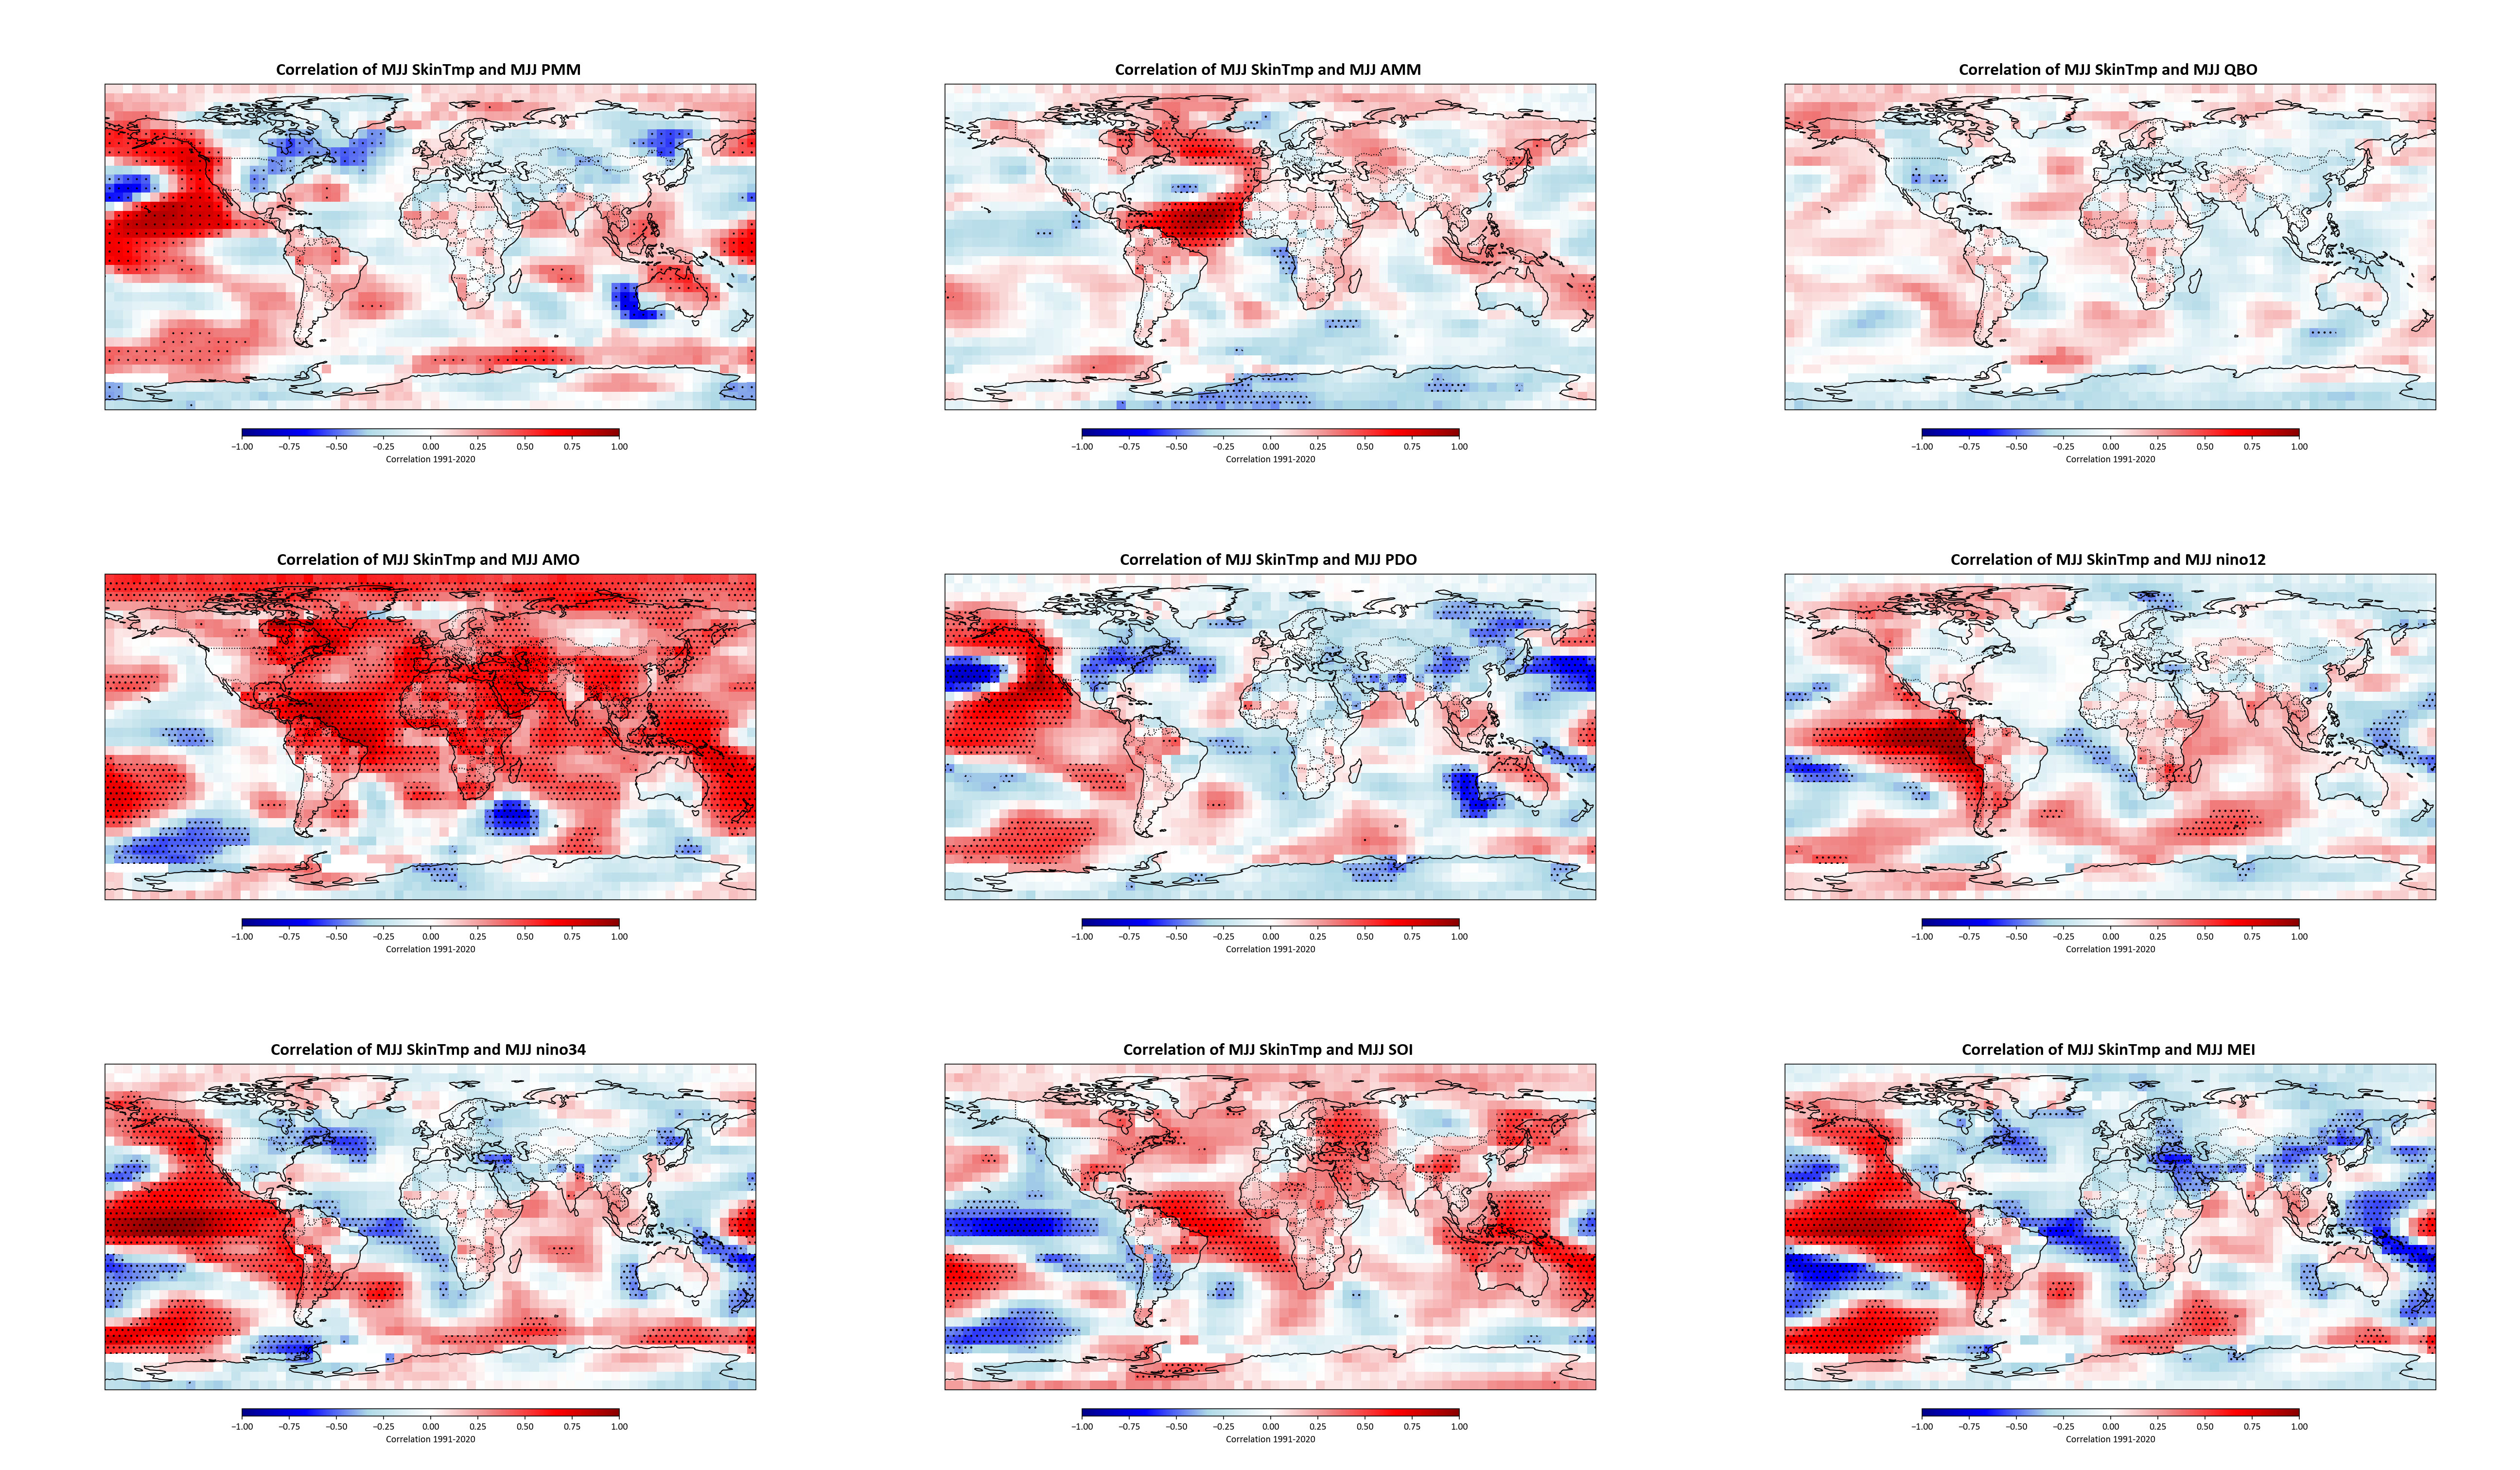 Correlation of MJJ SkinTmp and MJJ PMM
Correlation of MJJ SkinTmp and MJJ AMM
Correlation of MJJ SkinTmp and MJJ QBO
−1.00 −0.75 −0.50 −0.25 0.00 0.25 0.50 0.75 1.00
Correlation 1991-2020
−1.00 −0.75 −0.50 −0.25 0.00 0.25 0.50 0.75 1.00
Correlation 1991-2020
−1.00 −0.75 −0.50 −0.25 0.00 0.25 0.50 0.75 1.00
Correlation 1991-2020
Correlation of MJJ SkinTmp and MJJ AMO
Correlation of MJJ SkinTmp and MJJ PDO
Correlation of MJJ SkinTmp and MJJ nino12
−1.00 −0.75 −0.50 −0.25 0.00 0.25 0.50 0.75 1.00
Correlation 1991-2020
−1.00 −0.75 −0.50 −0.25 0.00 0.25 0.50 0.75 1.00
Correlation 1991-2020
−1.00 −0.75 −0.50 −0.25 0.00 0.25 0.50 0.75 1.00
Correlation 1991-2020
Correlation of MJJ SkinTmp and MJJ nino34
Correlation of MJJ SkinTmp and MJJ SOI
Correlation of MJJ SkinTmp and MJJ MEI
−1.00 −0.75 −0.50 −0.25 0.00 0.25 0.50 0.75 1.00
Correlation 1991-2020
−1.00 −0.75 −0.50 −0.25 0.00 0.25 0.50 0.75 1.00
Correlation 1991-2020
−1.00 −0.75 −0.50 −0.25 0.00 0.25 0.50 0.75 1.00
Correlation 1991-2020